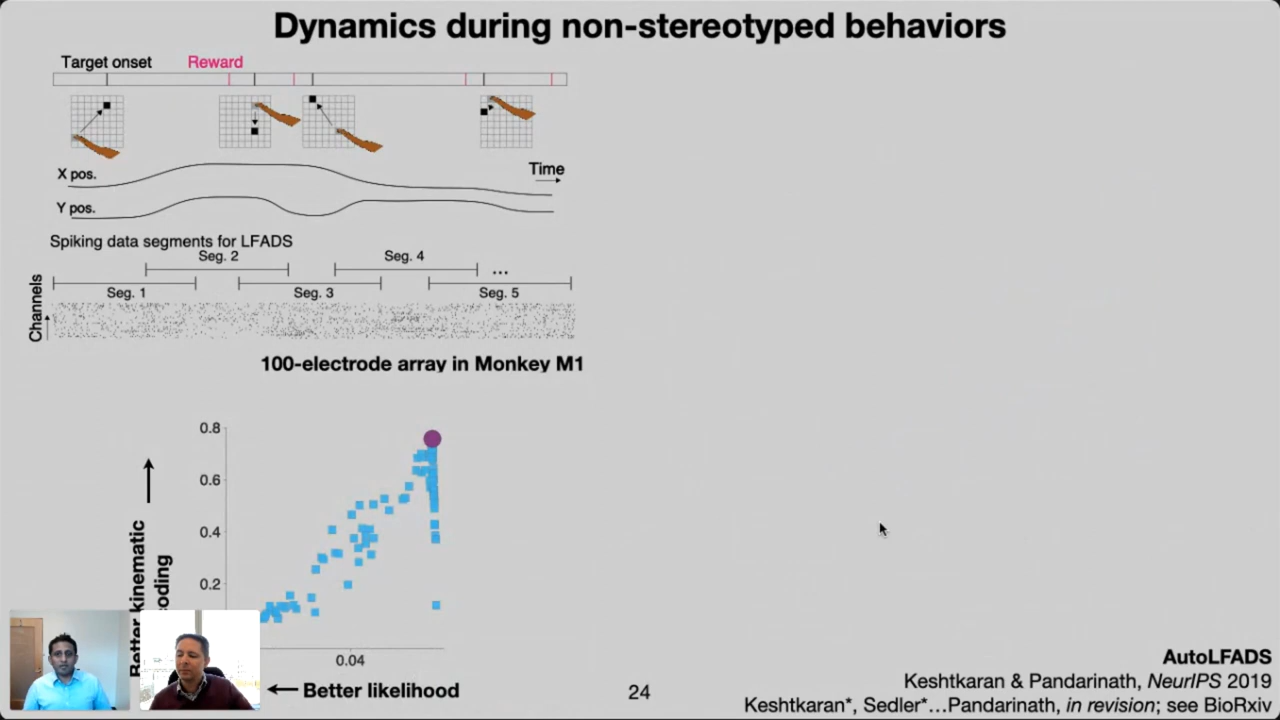 Dynamics during non-stereotyped behaviors
Target onset
Reward
X pos.
Time
Y pos.
Spiking data segments for LFADS
Seg. 2
Seg. 4
...
Seg. 1
Seg. 3
Seg. 5
Channels
100-electrode array in Monkey M1
0.8
0.6
0.4
0.2
Better kinematic
coding
0.04
Better likelihood
24
AutoLFADS
Keshtkaran & Pandarinath, NeurIPS 2019
Keshtkaran*, Sedler*…Pandarinath, in revision; see BioRxiv